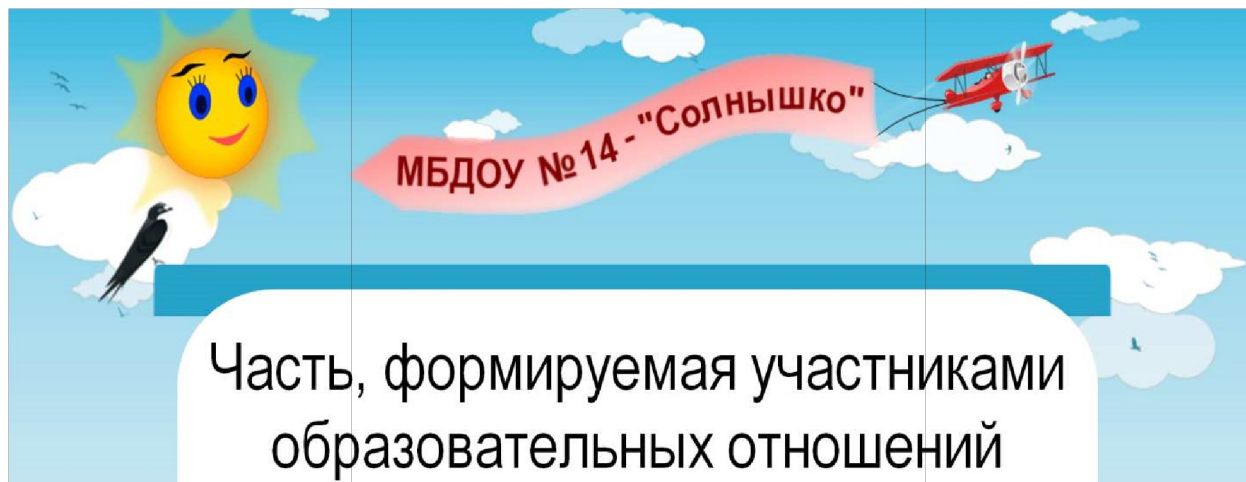 МБДОУ №14 - "Солнышко"
Часть, формируемая участниками
образовательных отношений